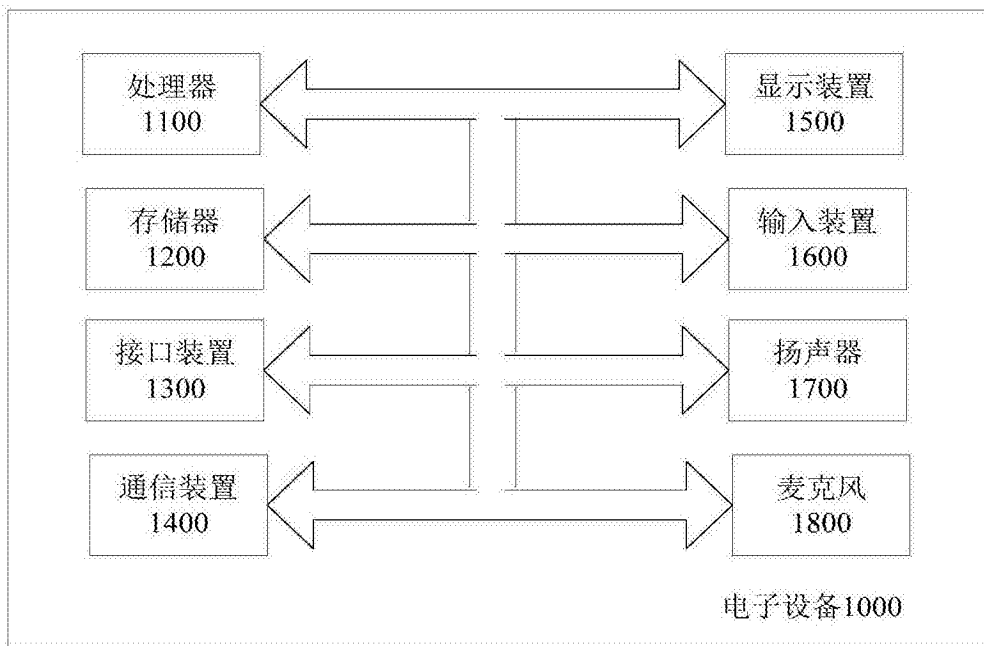 处理器
1100
显示装置
1500
存储器
1200
输入装置
1600
接口装置
1300
扬声器
1700
通信装置
1400
麦克风
1800
电子设备1000